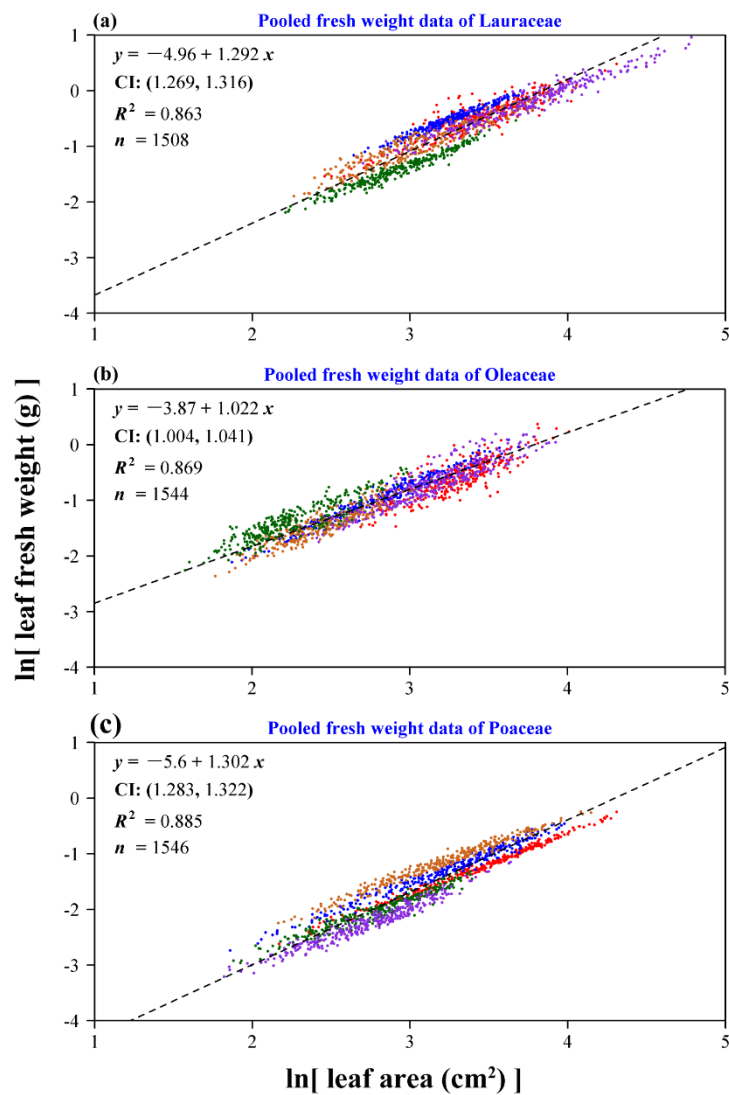 (a) Pooled fresh weight data of Lauraceae
y = −4.96 + 1.292 x
CI: (1.269, 1.316)
R² = 0.863
n = 1508
1
0
-1
-2
-3
-4
1 2 3 4 5
(b) Pooled fresh weight data of Oleaceae
y = −3.87 + 1.022 x
CI: (1.004, 1.041)
R² = 0.869
n = 1544
1
0
-1
-2
-3
-4
1 2 3 4 5
ln[ leaf fresh weight (g) ]
(c) Pooled fresh weight data of Poaceae
y = −5.6 + 1.302 x
CI: (1.283, 1.322)
R² = 0.885
n = 1546
1
0
-1
-2
-3
-4
1 2 3 4 5
ln[ leaf area (cm²) ]